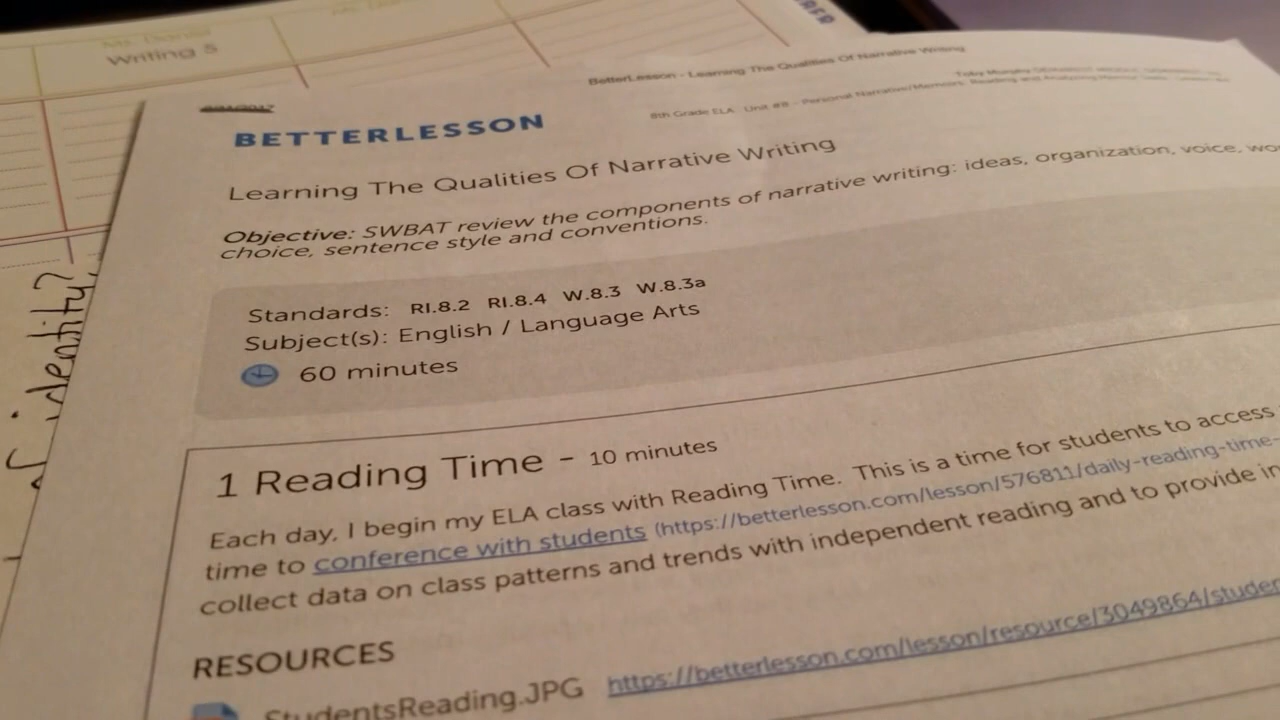 Writing 5
BetterLesson - Learning The Qualities Of Narrative Writing
8th Grade ELA Unit #8 - Personal Narrative/Memoirs: Reading and Analyzing
BETTERLESSON
Learning The Qualities Of Narrative Writing
Objective: SWBAT review the components of narrative writing: ideas, organization, voice, wo
choice, sentence style and conventions.
Standards: RI.8.2 RI.8.4 W.8.3 W.8.3a
Subject(s): English / Language Arts
60 minutes
1 Reading Time - 10 minutes
Each day, I begin my ELA class with Reading Time. This is a time for students to access
time to conference with students (https://betterlesson.com/lesson/576811/daily-reading-time-
collect data on class patterns and trends with independent reading and to provide in
RESOURCES
StudentsReading.JPG https://betterlesson.com/lesson/resource/3049864/studen
of identity?